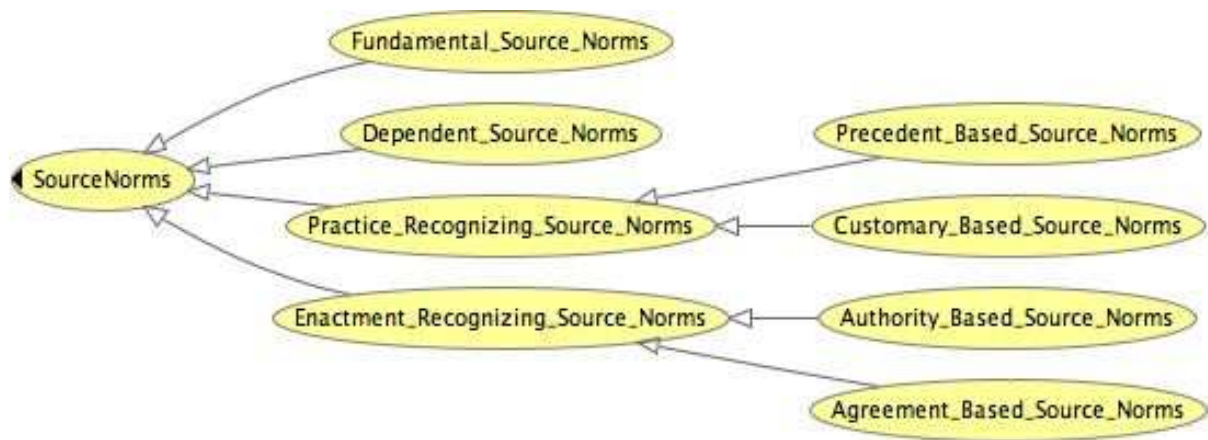 Fundamental_Source_Norms
Dependent_Source_Norms
Precedent_Based_Source_Norms
SourceNorms
Practice_Recognizing_Source_Norms
Customary_Based_Source_Norms
Enactment_Recognizing_Source_Norms
Authority_Based_Source_Norms
Agreement_Based_Source_Norms